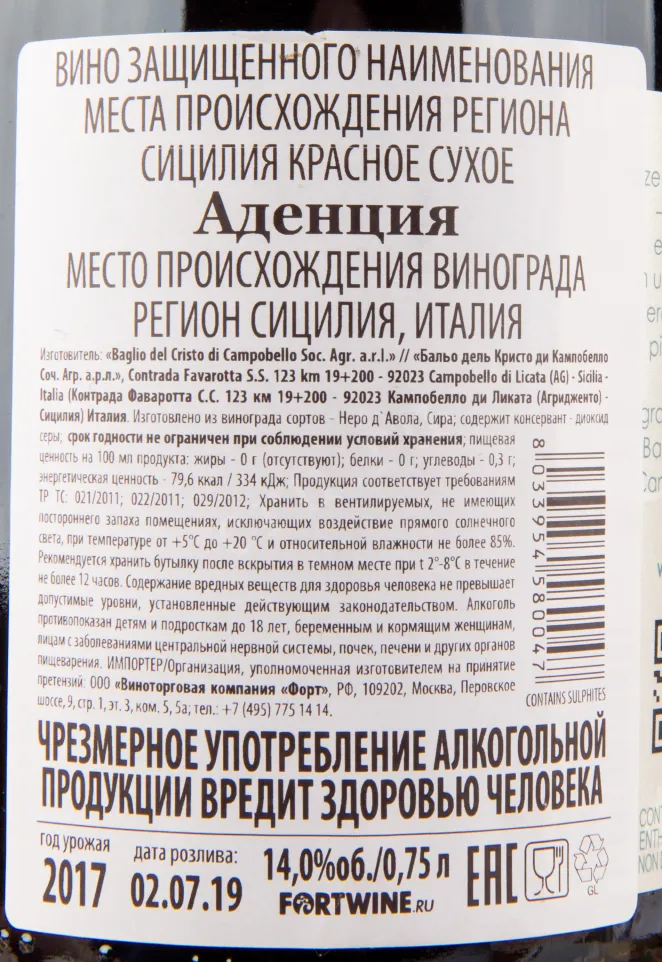 ВИНО ЗАЩИЩЕННОГО НАИМЕНОВАНИЯ
МЕСТА ПРОИСХОЖДЕНИЯ РЕГИОНА
СИЦИЛИЯ КРАСНОЕ СУХОЕ
Аденция
МЕСТО ПРОИСХОЖДЕНИЯ ВИНОГРАДА
РЕГИОН СИЦИЛИЯ, ИТАЛИЯ
Изготовитель: «Baglio del Cristo di Campobello Soc. Agr. a.r.l.» // «Бальо дель Кристо ди Кампобелло
Соч. Агр. а.р.л.», Contrada Favarotta S.S. 123 km 19+200 - 92023 Campobello di Licata (AG) - Sicilia -
Italia (Контрада Фаваротта С.С. 123 км 19+200 - 92023 Кампобелло ди Ликата (Агридженто) -
Сицилия) Италия. Изготовлено из винограда сортов - Неро д`Авола, Сира; содержит консервант - диоксид
серы; срок годности не ограничен при соблюдении условий хранения; пищевая
ценность на 100 мл продукта: жиры - 0 г (отсутствуют); белки - 0 г; углеводы - 0,3 г;
энергетическая ценность - 79,6 ккал / 334 кДж; Продукция соответствует требованиям
ТР ТС: 021/2011; 022/2011; 029/2012; Хранить в вентилируемых, не имеющих
постороннего запаха помещениях, исключающих воздействие прямого солнечного
света, при температуре от +5°C до +20 °C и относительной влажности не более 85%.
Рекомендуется хранить бутылку после вскрытия в темном месте при t 2°-8°C в течение
не более 12 часов. Содержание вредных веществ для здоровья человека не превышает
допустимые уровни, установленные действующим законодательством. Алкоголь
противопоказан детям и подросткам до 18 лет, беременным и кормящим женщинам,
лицам с заболеваниями центральной нервной системы, почек, печени и других органов
пищеварения. ИМПОРТЕР/Организация, уполномоченная изготовителем на принятие
претензий: ООО «Виноторговая компания «Форт», РФ, 109202, Москва, Перовское
шоссе, 9, стр. 1, эт. 3, ком. 5, 5а; тел.: +7 (495) 775 14 14.
8 033954 580047
CONTAINS SULPHITES
ЧРЕЗМЕРНОЕ УПОТРЕБЛЕНИЕ АЛКОГОЛЬНОЙ
ПРОДУКЦИИ ВРЕДИТ ЗДОРОВЬЮ ЧЕЛОВЕКА
год урожая
2017
дата розлива:
02.07.19
14,0%об./0,75 л
FORTWINE.RU
EAC
GL